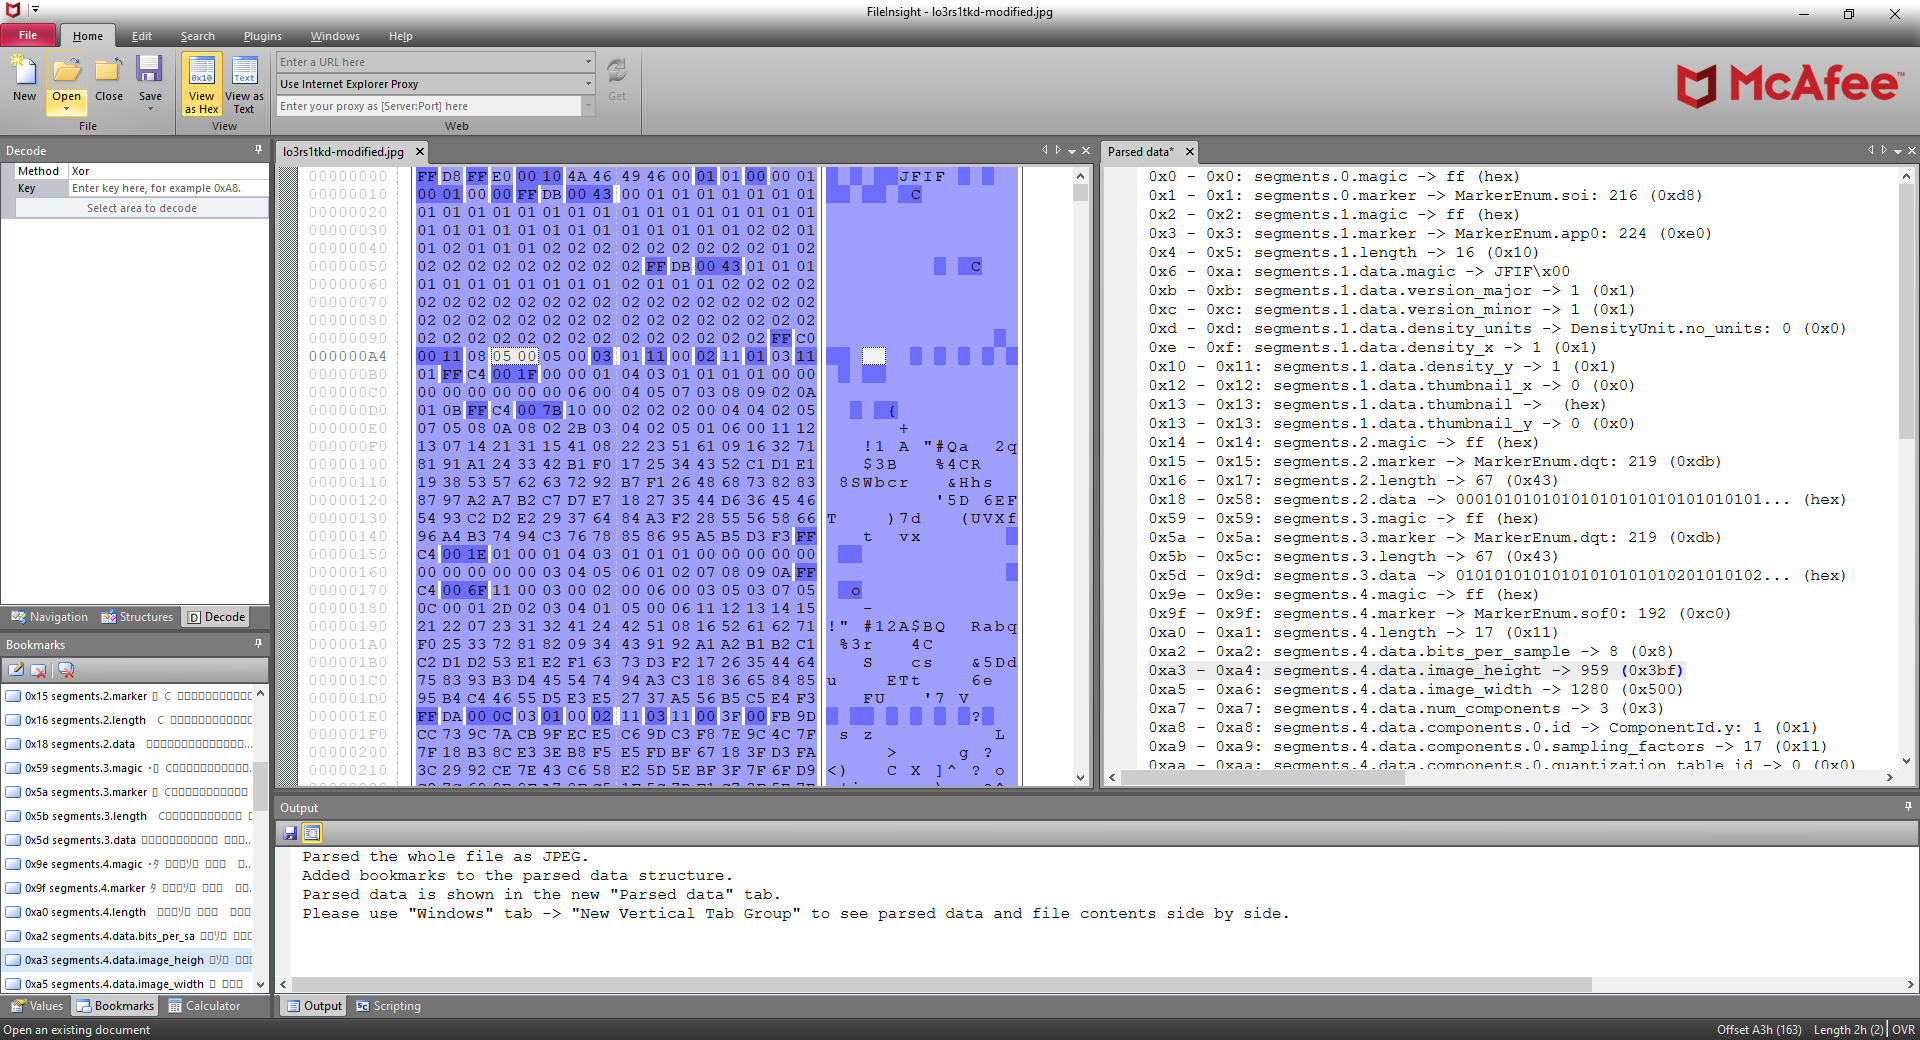 FileInsight - lo3rs1tkd-modified.jpg
File Home Edit Search Plugins Windows Help
New Open Close Save
File
View as Hex View as Text
View
Enter a URL here
Use Internet Explorer Proxy
Enter your proxy as [Server:Port] here
Get
Web
McAfee™
Decode
Method Xor
Key Enter key here, for example 0xA8.
Select area to decode
Navigation Structures Decode
Bookmarks
0x15 segments.2.marker
0x16 segments.2.length
0x18 segments.2.data
0x59 segments.3.magic
0x5a segments.3.marker
0x5b segments.3.length
0x5d segments.3.data
0x9e segments.4.magic
0x9f segments.4.marker
0xa0 segments.4.length
0xa2 segments.4.data.bits_per_sa
0xa3 segments.4.data.image_heigh
0xa5 segments.4.data.image_width
Values Bookmarks Calculator
lo3rs1tkd-modified.jpg
00000000 FF D8 FF E0 00 10 4A 46 49 46 00 01 01 00 00 01 JFIF
00000010 00 01 00 00 FF DB 00 43 00 01 01 01 01 01 01 01 C
00000020 01 01 01 01 01 01 01 01 01 01 01 01 01 01 01 01
00000030 01 01 01 01 01 01 01 01 01 01 01 01 01 02 02 01
00000040 01 02 01 01 02 02 02 02 02 02 02 02 02 02 01 02
00000050 02 02 02 02 02 02 02 02 02 FF DB 00 43 01 01 01 C
00000060 01 01 01 01 01 01 01 01 02 01 01 01 02 02 02 02
00000070 02 02 02 02 02 02 02 02 02 02 02 02 02 02 02 02
00000080 02 02 02 02 02 02 02 02 02 02 02 02 02 02 02 02
00000090 02 02 02 02 02 02 02 02 02 02 02 02 02 02 FF C0
000000A4 00 11 08 05 00 05 00 03 01 11 00 02 11 01 03 11
000000B0 01 FF C4 00 1F 00 00 01 04 03 01 01 01 01 00 00
000000C0 00 00 00 00 00 00 06 00 04 05 07 03 08 09 02 0A
000000D0 01 0B FF C4 00 7B 10 00 02 02 02 00 04 04 02 05 {
000000E0 07 05 08 0A 08 02 2B 03 04 02 05 01 06 00 11 12 +
000000F0 13 07 14 21 31 15 41 08 22 23 51 61 09 16 32 71 !1 A "#Qa 2q
00000100 81 91 A1 24 33 42 B1 F0 17 25 34 43 52 C1 D1 E1 $3B %4CR
00000110 19 38 53 57 62 63 72 92 B7 F1 26 48 68 73 82 83 8SWbcr &Hhs
00000120 87 97 A2 A7 B2 C7 D7 E7 18 27 35 44 D6 36 45 46 '5D 6EF
00000130 54 93 C2 D2 E2 29 37 64 84 A3 F2 28 55 56 58 66 T )7d (UVXf
00000140 96 A4 B3 74 94 C3 76 78 85 86 95 A5 B5 D3 F3 FF t vx
00000150 C4 00 1E 01 00 01 04 03 01 01 01 00 00 00 00 00
00000160 00 00 00 00 00 03 04 05 06 01 02 07 08 09 0A FF
00000170 C4 00 6F 11 00 03 00 02 00 06 00 03 05 03 07 05 o
00000180 0C 00 01 2D 02 03 04 01 05 00 06 11 12 13 14 15 -
00000190 21 22 07 23 31 32 41 24 42 51 08 16 52 61 62 71 !" #12A$BQ Rabq
000001A0 F0 25 33 72 81 82 09 34 43 91 92 A1 A2 B1 B2 C1 %3r 4C
000001B0 C2 D1 D2 53 E1 E2 F1 63 73 D3 F2 17 26 35 44 64 S cs &5Dd
000001C0 75 83 93 B3 D4 45 54 74 94 A3 C3 18 36 65 84 85 u ETt 6e
000001D0 95 B4 C4 46 55 D5 E3 E5 27 37 A5 56 B5 C5 E4 F3 FU '7 V
000001E0 FF DA 00 0C 03 01 00 02 11 03 11 00 3F 00 FB 9D ?
000001F0 CC 73 9C 7A CB 9F EC E5 C6 9D C3 F8 7E 9C 4C 7F s z L
00000200 7F 18 B3 8C E3 3E B8 F5 E5 FD BF 67 18 3F D3 FA > g ?
00000210 3C 29 92 CE 7E 43 C6 58 E2 5D 5E BF 3F 7F 6F D9 <) C X ]^ ? o
Parsed data*
0x0 - 0x0: segments.0.magic -> ff (hex)
0x1 - 0x1: segments.0.marker -> MarkerEnum.soi: 216 (0xd8)
0x2 - 0x2: segments.1.magic -> ff (hex)
0x3 - 0x3: segments.1.marker -> MarkerEnum.app0: 224 (0xe0)
0x4 - 0x5: segments.1.length -> 16 (0x10)
0x6 - 0xa: segments.1.data.magic -> JFIF\x00
0xb - 0xb: segments.1.data.version_major -> 1 (0x1)
0xc - 0xc: segments.1.data.version_minor -> 1 (0x1)
0xd - 0xd: segments.1.data.density_units -> DensityUnit.no_units: 0 (0x0)
0xe - 0xf: segments.1.data.density_x -> 1 (0x1)
0x10 - 0x11: segments.1.data.density_y -> 1 (0x1)
0x12 - 0x12: segments.1.data.thumbnail_x -> 0 (0x0)
0x13 - 0x13: segments.1.data.thumbnail -> (hex)
0x13 - 0x13: segments.1.data.thumbnail_y -> 0 (0x0)
0x14 - 0x14: segments.2.magic -> ff (hex)
0x15 - 0x15: segments.2.marker -> MarkerEnum.dqt: 219 (0xdb)
0x16 - 0x17: segments.2.length -> 67 (0x43)
0x18 - 0x58: segments.2.data -> 00010101010101010101010101010101... (hex)
0x59 - 0x59: segments.3.magic -> ff (hex)
0x5a - 0x5a: segments.3.marker -> MarkerEnum.dqt: 219 (0xdb)
0x5b - 0x5c: segments.3.length -> 67 (0x43)
0x5d - 0x9d: segments.3.data -> 01010101010101010101010201010102... (hex)
0x9e - 0x9e: segments.4.magic -> ff (hex)
0x9f - 0x9f: segments.4.marker -> MarkerEnum.sof0: 192 (0xc0)
0xa0 - 0xa1: segments.4.length -> 17 (0x11)
0xa2 - 0xa2: segments.4.data.bits_per_sample -> 8 (0x8)
0xa3 - 0xa4: segments.4.data.image_height -> 959 (0x3bf)
0xa5 - 0xa6: segments.4.data.image_width -> 1280 (0x500)
0xa7 - 0xa7: segments.4.data.num_components -> 3 (0x3)
0xa8 - 0xa8: segments.4.data.components.0.id -> ComponentId.y: 1 (0x1)
0xa9 - 0xa9: segments.4.data.components.0.sampling_factors -> 17 (0x11)
0xaa - 0xaa: segments.4.data.components.0.quantization_table_id -> 0 (0x0)
Output
Parsed the whole file as JPEG.
Added bookmarks to the parsed data structure.
Parsed data is shown in the new "Parsed data" tab.
Please use "Windows" tab -> "New Vertical Tab Group" to see parsed data and file contents side by side.
Output Scripting
Open an existing document
Offset A3h (163) Length 2h (2) OVR